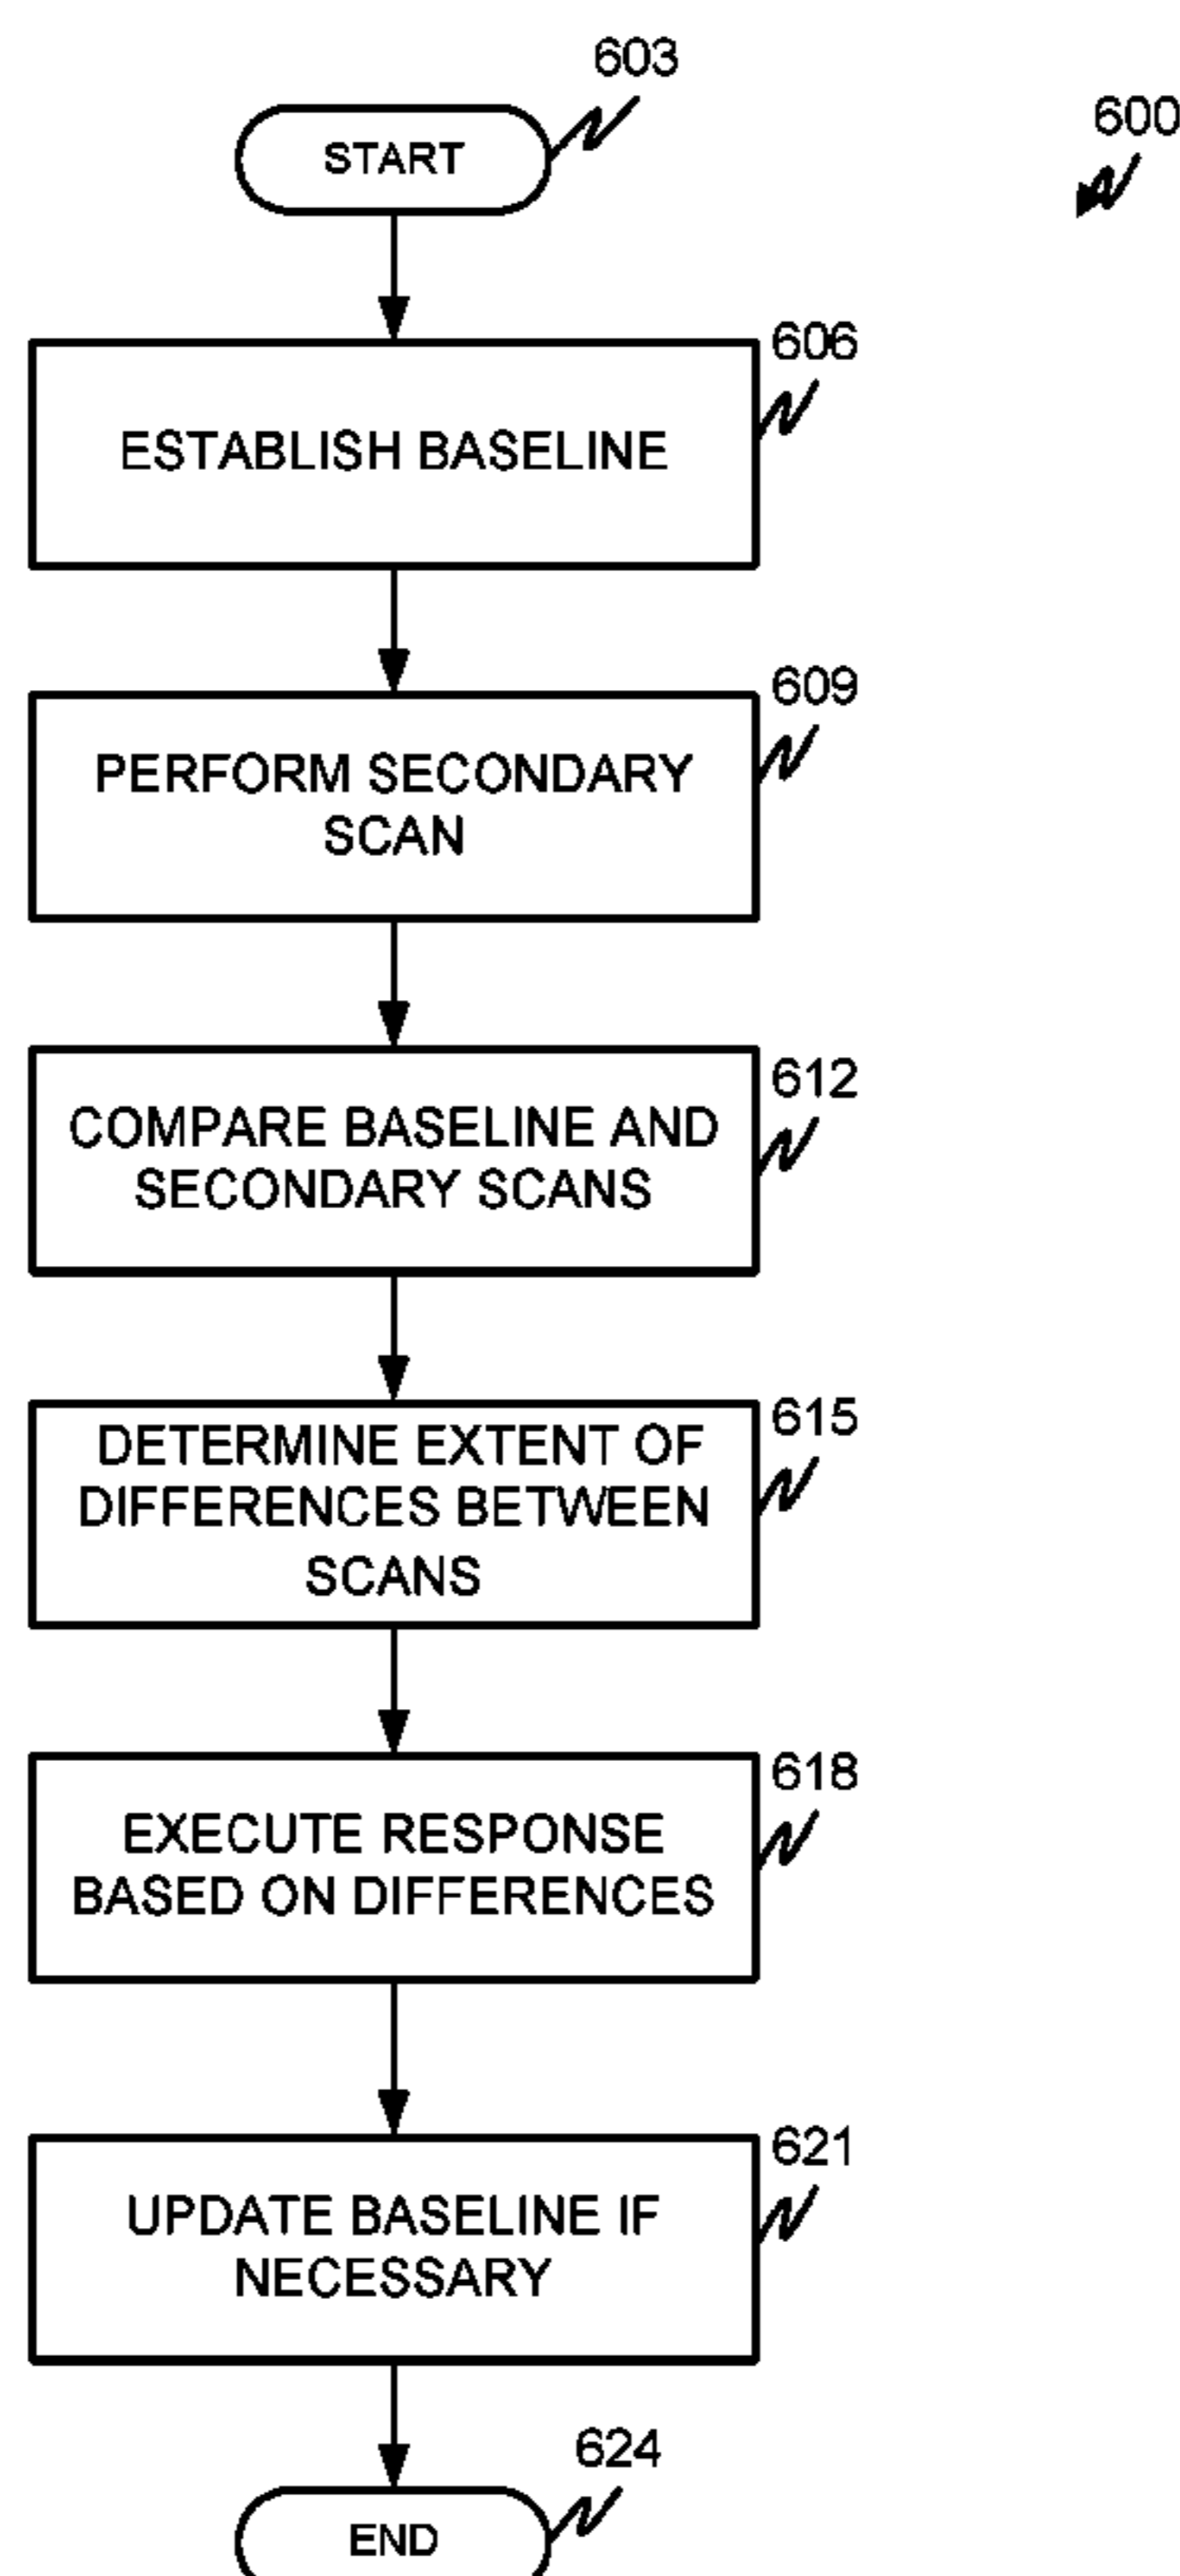 603
600
START
606
ESTABLISH BASELINE
609
PERFORM SECONDARY
SCAN
612
COMPARE BASELINE AND
SECONDARY SCANS
615
DETERMINE EXTENT OF
DIFFERENCES BETWEEN
SCANS
618
EXECUTE RESPONSE
BASED ON DIFFERENCES
621
UPDATE BASELINE IF
NECESSARY
624
END